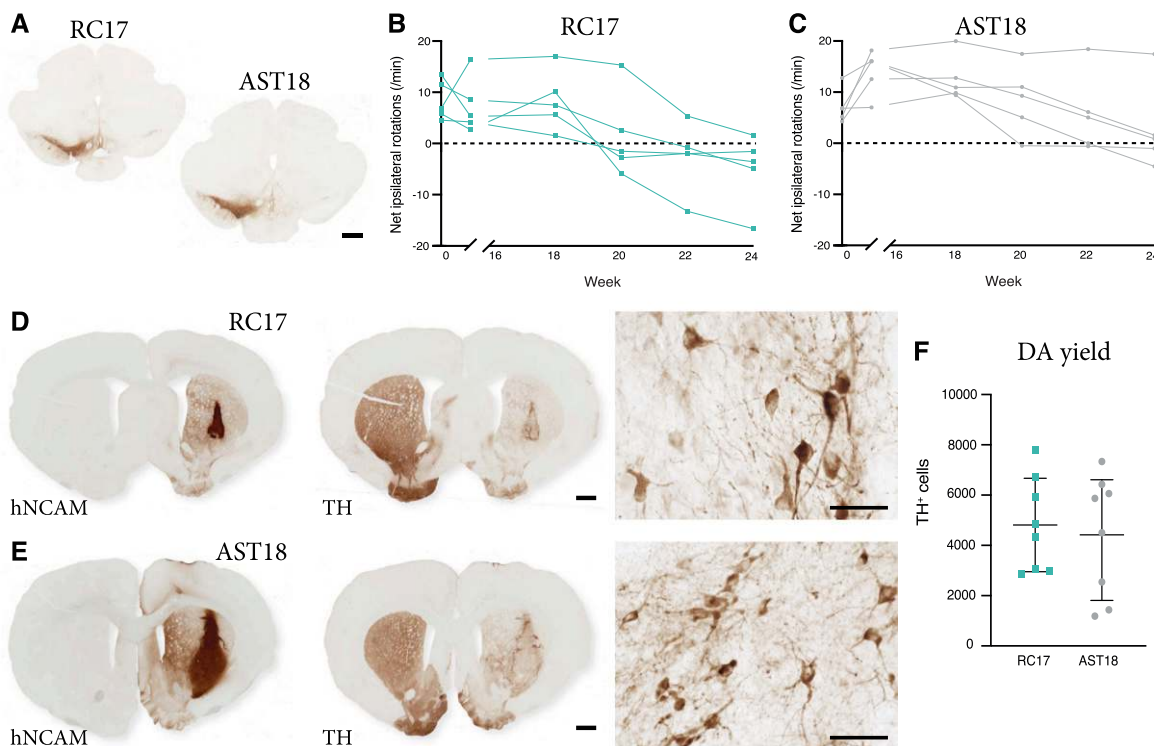 A
RC17
AST18
B
RC17
Net ipsilateral rotations (/min)
20
10
0
-10
-20
0
16
18
20
22
24
Week
C
AST18
Net ipsilateral rotations (/min)
20
10
0
-10
-20
0
16
18
20
22
24
Week
D
RC17
hNCAM
TH
E
AST18
hNCAM
TH
F
DA yield
TH⁺ cells
10000
8000
6000
4000
2000
0
RC17
AST18